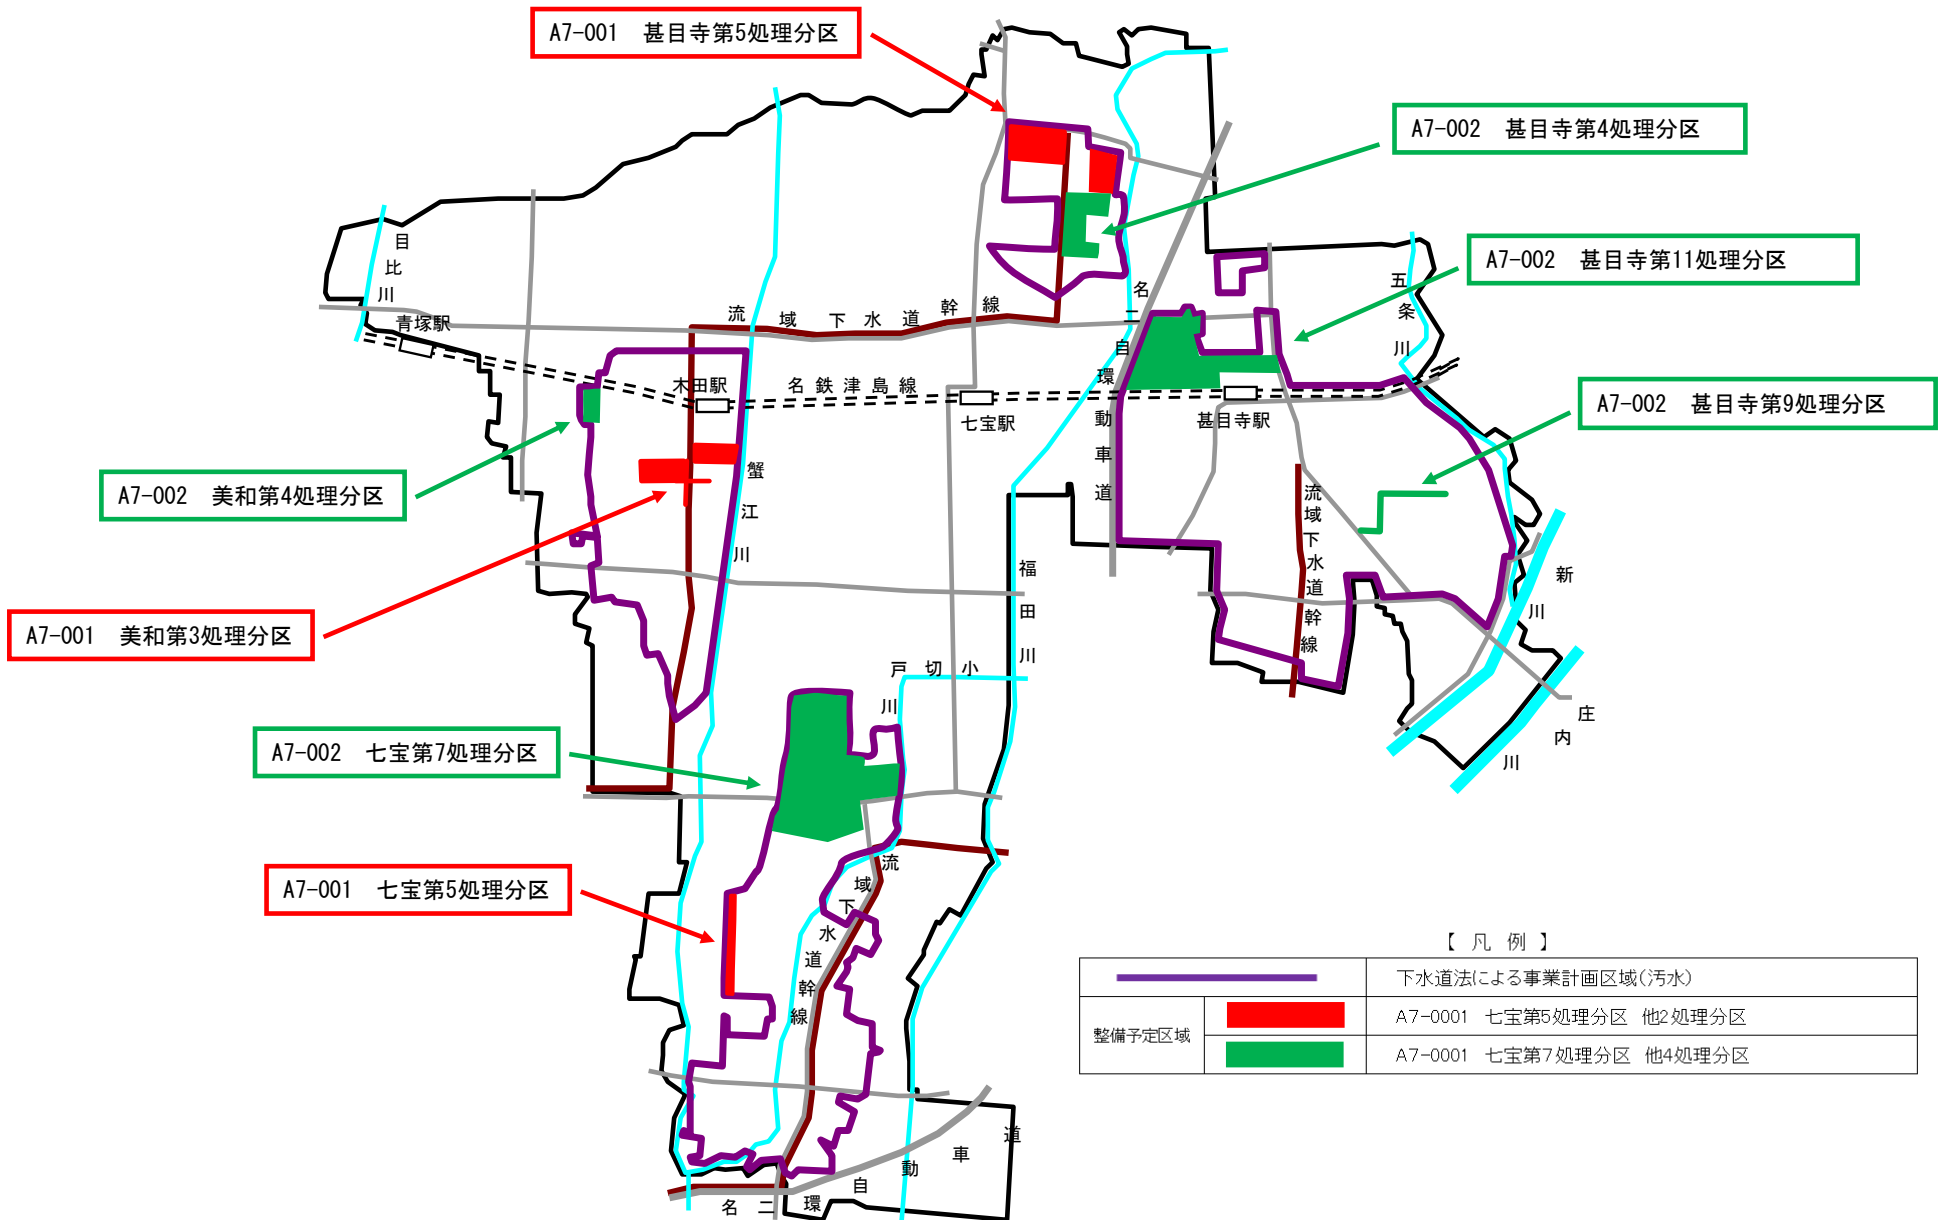 A7-001　甚目寺第5処理分区
A7-002　甚目寺第4処理分区
A7-002　甚目寺第11処理分区
A7-002　甚目寺第9処理分区
A7-002　美和第4処理分区
A7-001　美和第3処理分区
A7-002　七宝第7処理分区
A7-001　七宝第5処理分区
目比川
青塚駅
流域下水道幹線
木田駅
名鉄津島線
七宝駅
甚目寺駅
名二環自動車道
五条川
蟹江川
福田川
流域下水道幹線
新川
庄内川
小切戸川
流域下水道幹線
名二環自動車道
【 凡 例 】
下水道法による事業計画区域(汚水)
整備予定区域
A7-0001 七宝第5処理分区 他2処理分区
A7-0001 七宝第7処理分区 他4処理分区